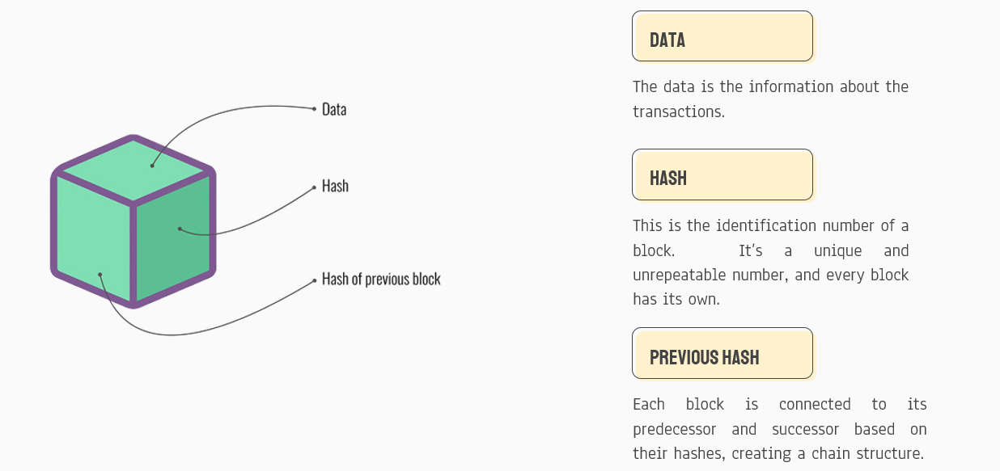 Data
Hash
Hash of previous block
DATA
The data is the information about the
transactions.
HASH
This is the identification number of a
block. It's a unique and
unrepeatable number, and every block
has its own.
PREVIOUS HASH
Each block is connected to its
predecessor and successor based on
their hashes, creating a chain structure.